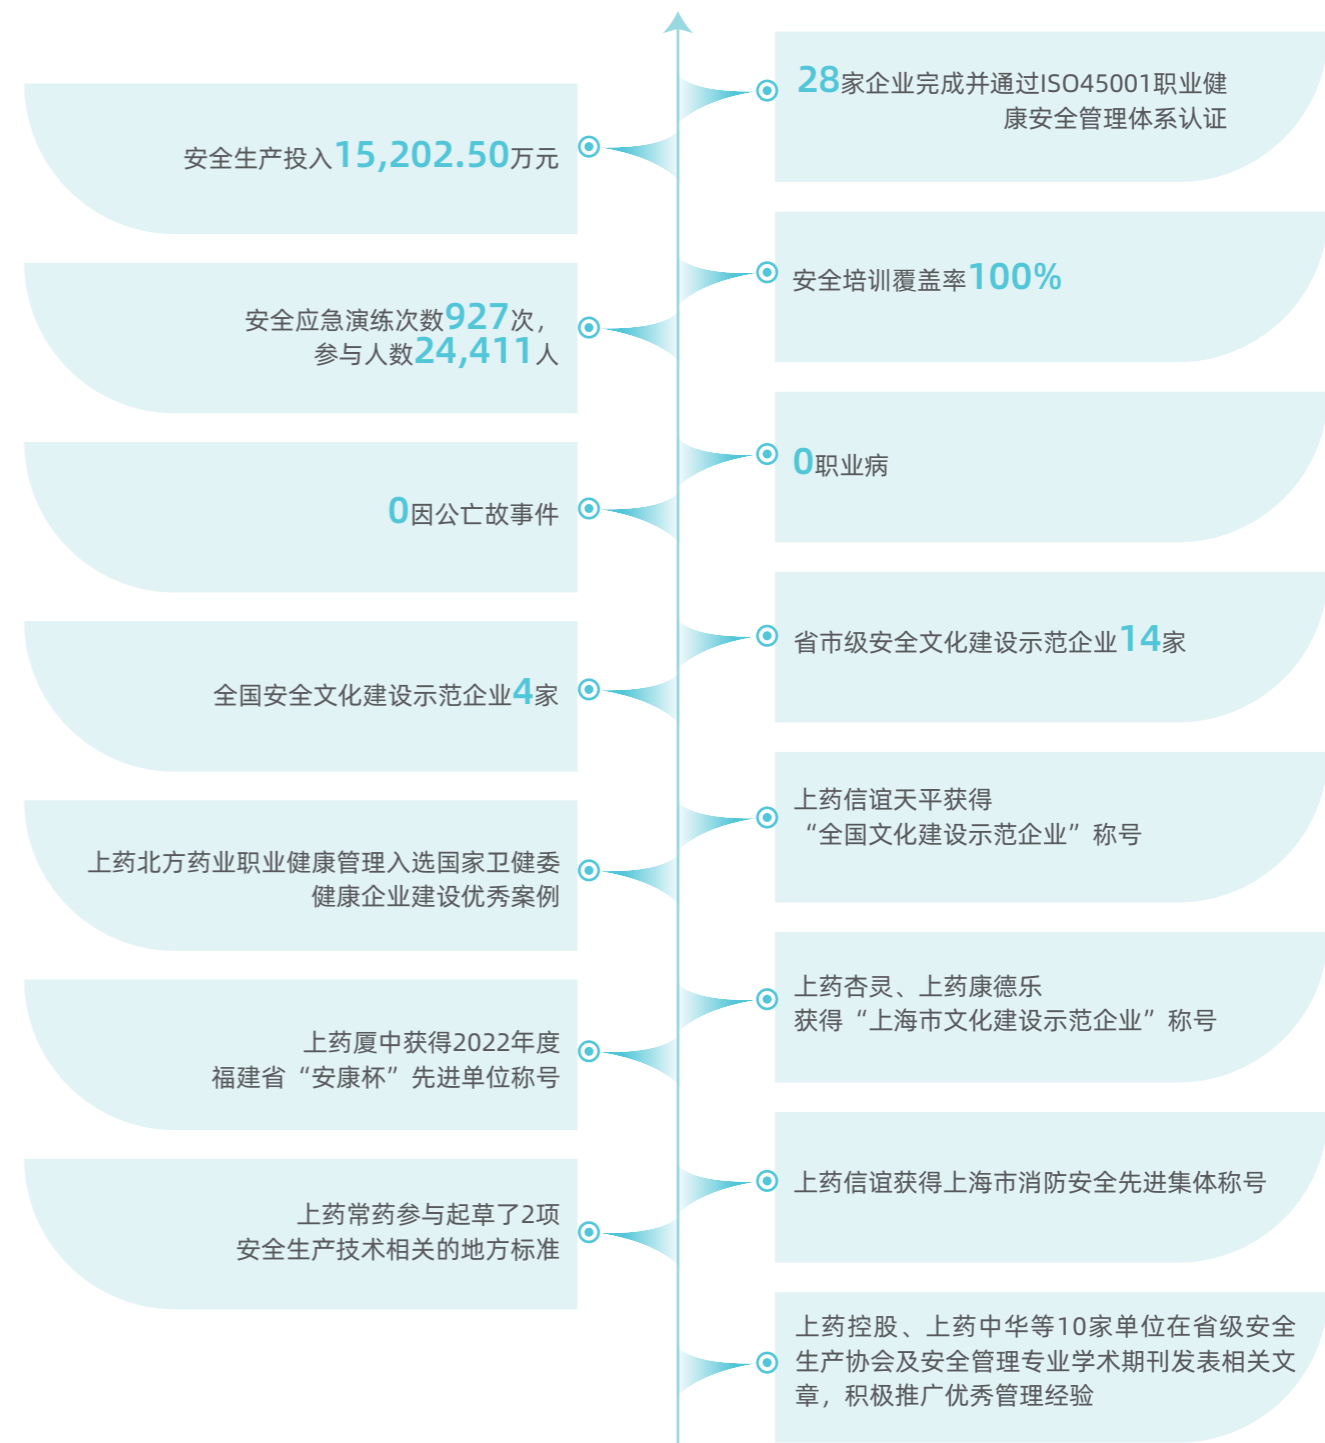 28家企业完成并通过ISO45001职业健
康安全管理体系认证
安全生产投入15,202.50万元
安全培训覆盖率100%
安全应急演练次数927次，
参与人数24,411人
0职业病
0因公亡故事件
省市级安全文化建设示范企业14家
全国安全文化建设示范企业4家
上药信谊天平获得
“全国文化建设示范企业”称号
上药北方药业职业健康管理入选国家卫健委
健康企业建设优秀案例
上药杏灵、上药康德乐
获得“上海市文化建设示范企业”称号
上药厦中获得2022年度
福建省“安康杯”先进单位称号
上药信谊获得上海市消防安全先进集体称号
上药常药参与起草了2项
安全生产技术相关的地方标准
上药控股、上药中华等10家单位在省级安全
生产协会及安全管理专业学术期刊发表相关文
章，积极推广优秀管理经验